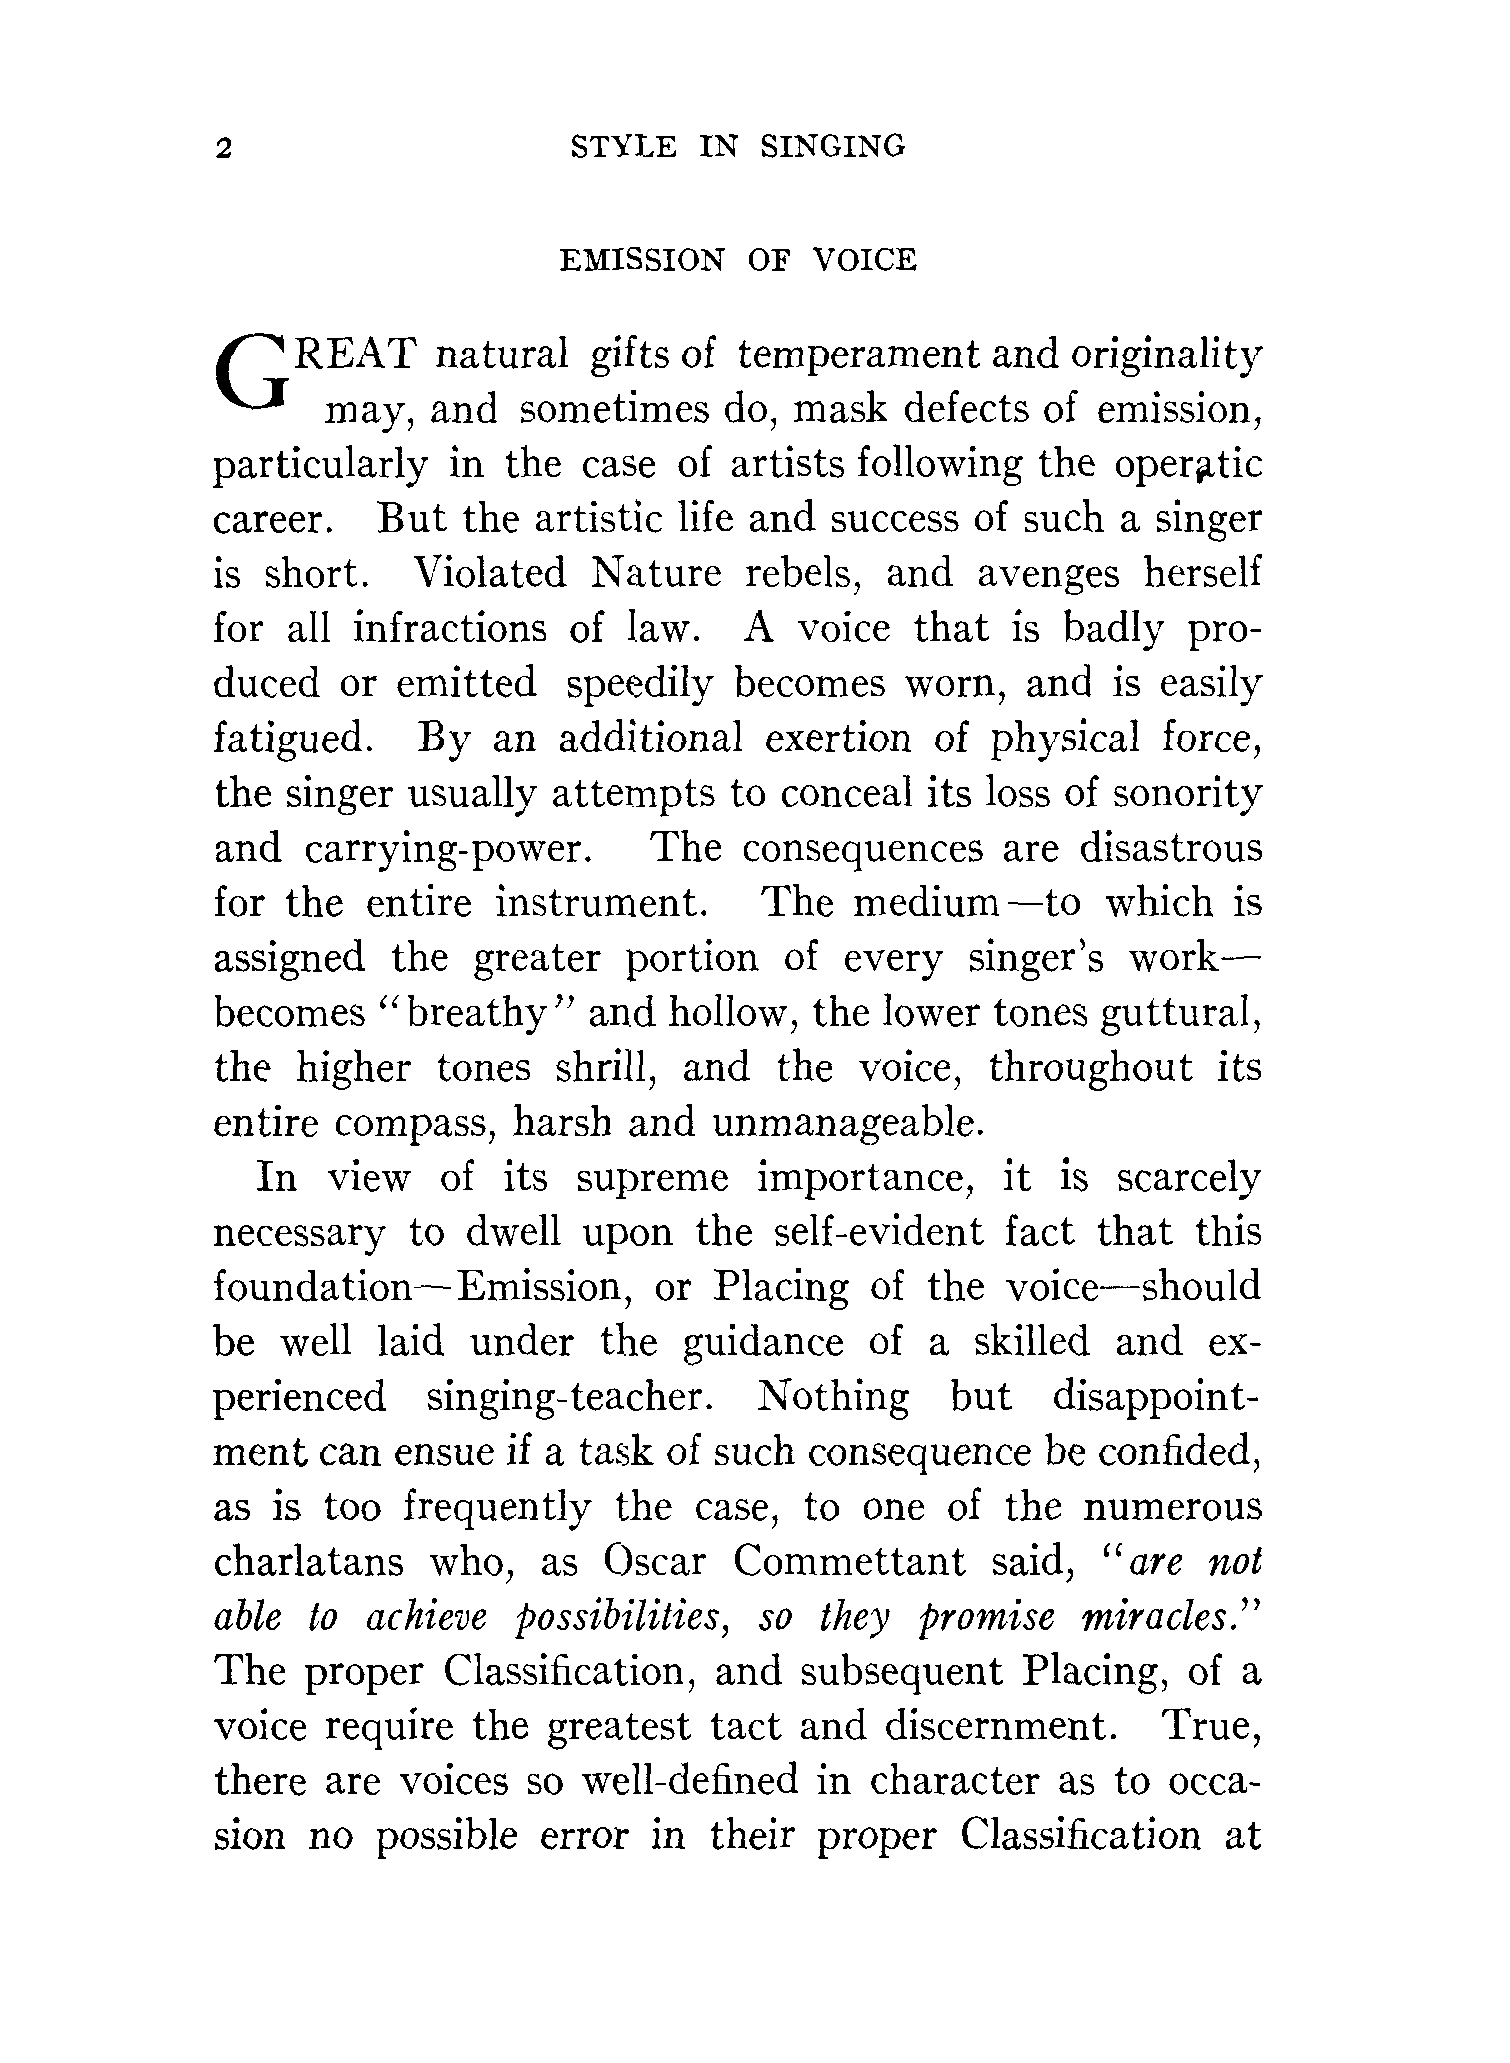 2 STYLE IN SINGING
EMISSION OF VOICE
GREAT natural gifts of temperament and originality
may, and sometimes do, mask defects of emission,
particularly in the case of artists following the operatic
career. But the artistic life and success of such a singer
is short. Violated Nature rebels, and avenges herself
for all infractions of law. A voice that is badly pro-
duced or emitted speedily becomes worn, and is easily
fatigued. By an additional exertion of physical force,
the singer usually attempts to conceal its loss of sonority
and carrying-power. The consequences are disastrous
for the entire instrument. The medium—to which is
assigned the greater portion of every singer's work—
becomes “breathy” and hollow, the lower tones guttural,
the higher tones shrill, and the voice, throughout its
entire compass, harsh and unmanageable.
In view of its supreme importance, it is scarcely
necessary to dwell upon the self-evident fact that this
foundation—Emission, or Placing of the voice—should
be well laid under the guidance of a skilled and ex-
perienced singing-teacher. Nothing but disappoint-
ment can ensue if a task of such consequence be confided,
as is too frequently the case, to one of the numerous
charlatans who, as Oscar Commettant said, “are not
able to achieve possibilities, so they promise miracles.”
The proper Classification, and subsequent Placing, of a
voice require the greatest tact and discernment. True,
there are voices so well-defined in character as to occa-
sion no possible error in their proper Classification at